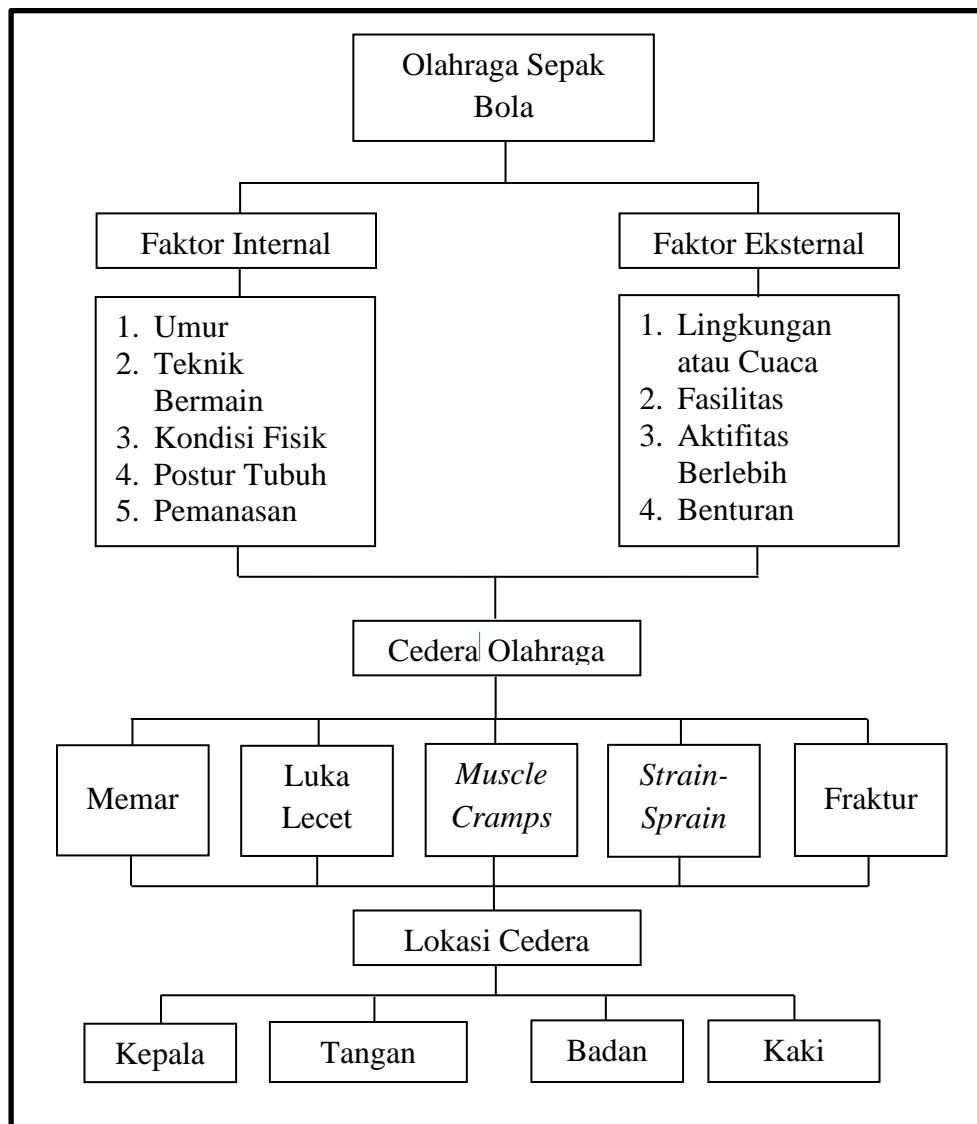 Olahraga Sepak
Bola
Faktor Internal
Faktor Eksternal
1. Umur
2. Teknik
Bermain
3. Kondisi Fisik
4. Postur Tubuh
5. Pemanasan
1. Lingkungan
atau Cuaca
2. Fasilitas
3. Aktifitas
Berlebih
4. Benturan
Cedera Olahraga
Memar
Luka
Lecet
Muscle
Cramps
Strain-
Sprain
Fraktur
Lokasi Cedera
Kepala
Tangan
Badan
Kaki